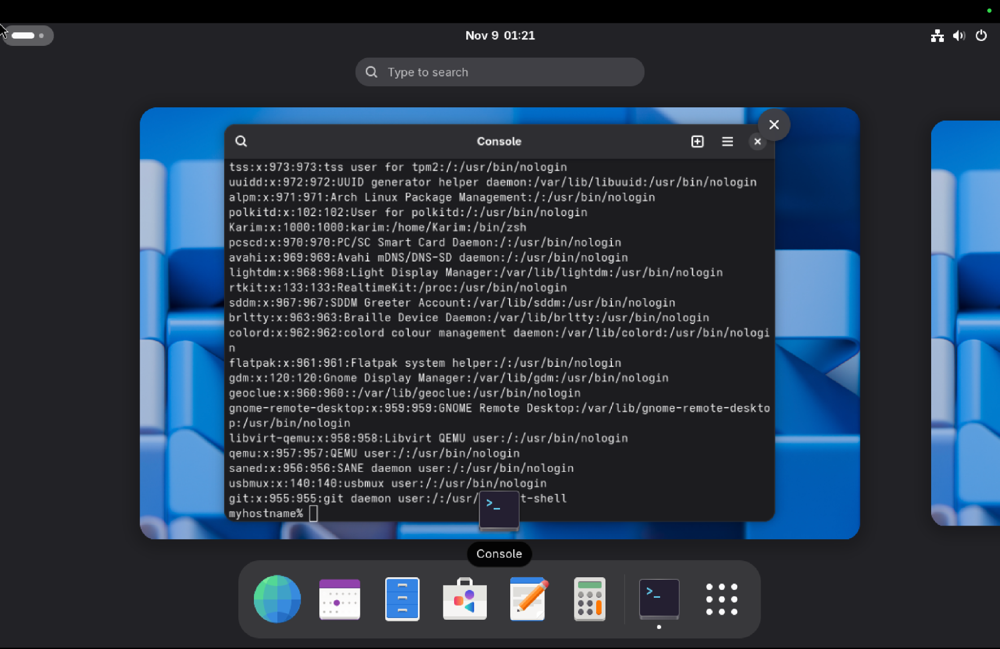 Nov 9 01:21
Type to search
Console
tss:x:973:973:tss user for tpm2:/:/usr/bin/nologin
uuidd:x:972:972:UUID generator helper daemon:/var/lib/libuuid:/usr/bin/nologin
alpm:x:971:971:Arch Linux Package Management:/:/usr/bin/nologin
polkitd:x:102:102:User for polkitd:/:/usr/bin/nologin
Karim:x:1000:1000:karim:/home/Karim:/bin/zsh
pcscd:x:970:970:PC/SC Smart Card Daemon:/:/usr/bin/nologin
avahi:x:969:969:Avahi mDNS/DNS-SD daemon:/:/usr/bin/nologin
lightdm:x:968:968:Light Display Manager:/var/lib/lightdm:/usr/bin/nologin
rtkit:x:133:133:RealtimeKit:/proc:/usr/bin/nologin
sddm:x:967:967:SDDM Greeter Account:/var/lib/sddm:/usr/bin/nologin
brltty:x:963:963:Braille Device Daemon:/var/lib/brltty:/usr/bin/nologin
colord:x:962:962:colord colour management daemon:/var/lib/colord:/usr/bin/nologi
n
flatpak:x:961:961:Flatpak system helper:/:/usr/bin/nologin
gdm:x:120:120:Gnome Display Manager:/var/lib/gdm:/usr/bin/nologin
geoclue:x:960:960::/var/lib/geoclue:/usr/bin/nologin
gnome-remote-desktop:x:959:959:GNOME Remote Desktop:/var/lib/gnome-remote-deskto
p:/usr/bin/nologin
libvirt-qemu:x:958:958:Libvirt QEMU user:/:/usr/bin/nologin
qemu:x:957:957:QEMU user:/:/usr/bin/nologin
saned:x:956:956:SANE daemon user:/:/usr/bin/nologin
usbmux:x:140:140:usbmux user:/:/usr/bin/nologin
git:x:955:955:git daemon user:/:/usr/ t-shell
myhostname%
>_
Console
>_